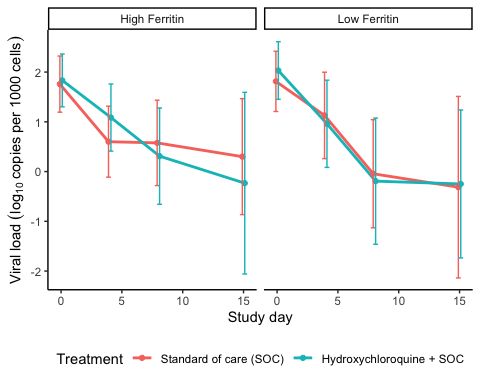 High Ferritin Low Ferritin
Viral load (log10 copies per 1000 cells)
2
1
0
-1
-2
0 5 10 15 0 5 10 15
Study day
Treatment Standard of care (SOC) Hydroxychloroquine + SOC